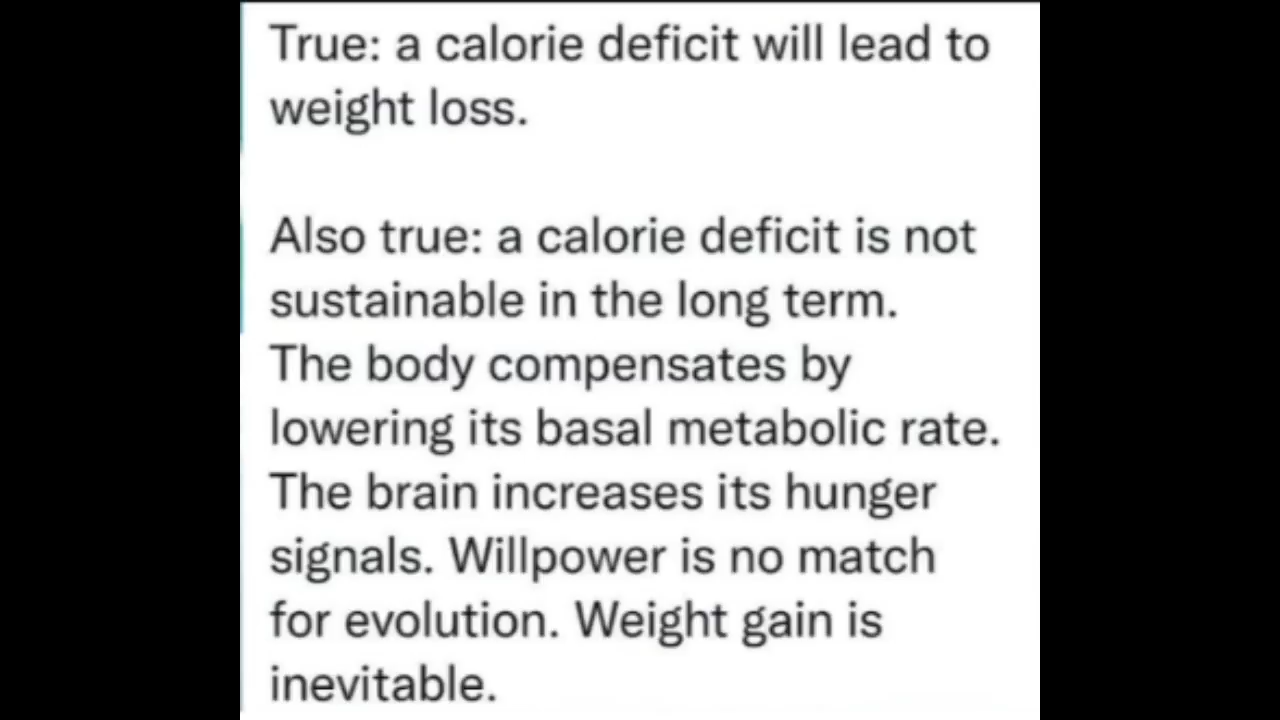 True: a calorie deficit will lead to
weight loss.
Also true: a calorie deficit is not
sustainable in the long term.
The body compensates by
lowering its basal metabolic rate.
The brain increases its hunger
signals. Willpower is no match
for evolution. Weight gain is
inevitable.